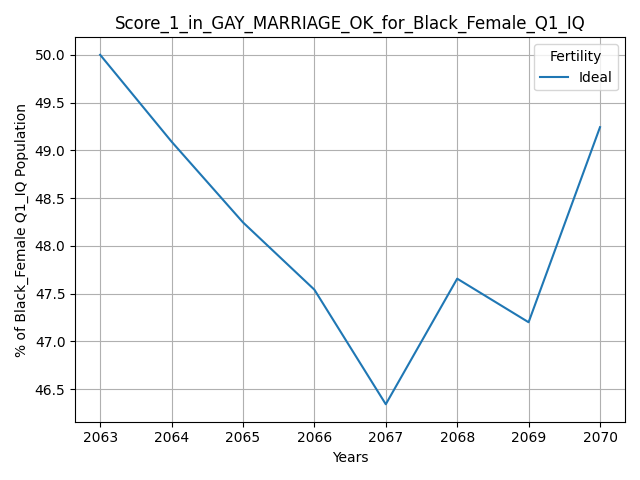 Score_1_in_GAY_MARRIAGE_OK_for_Black_Female_Q1_IQ
Fertility
Ideal
% of Black_Female Q1_IQ Population
50.0
49.5
49.0
48.5
48.0
47.5
47.0
46.5
2063 2064 2065 2066 2067 2068 2069 2070
Years